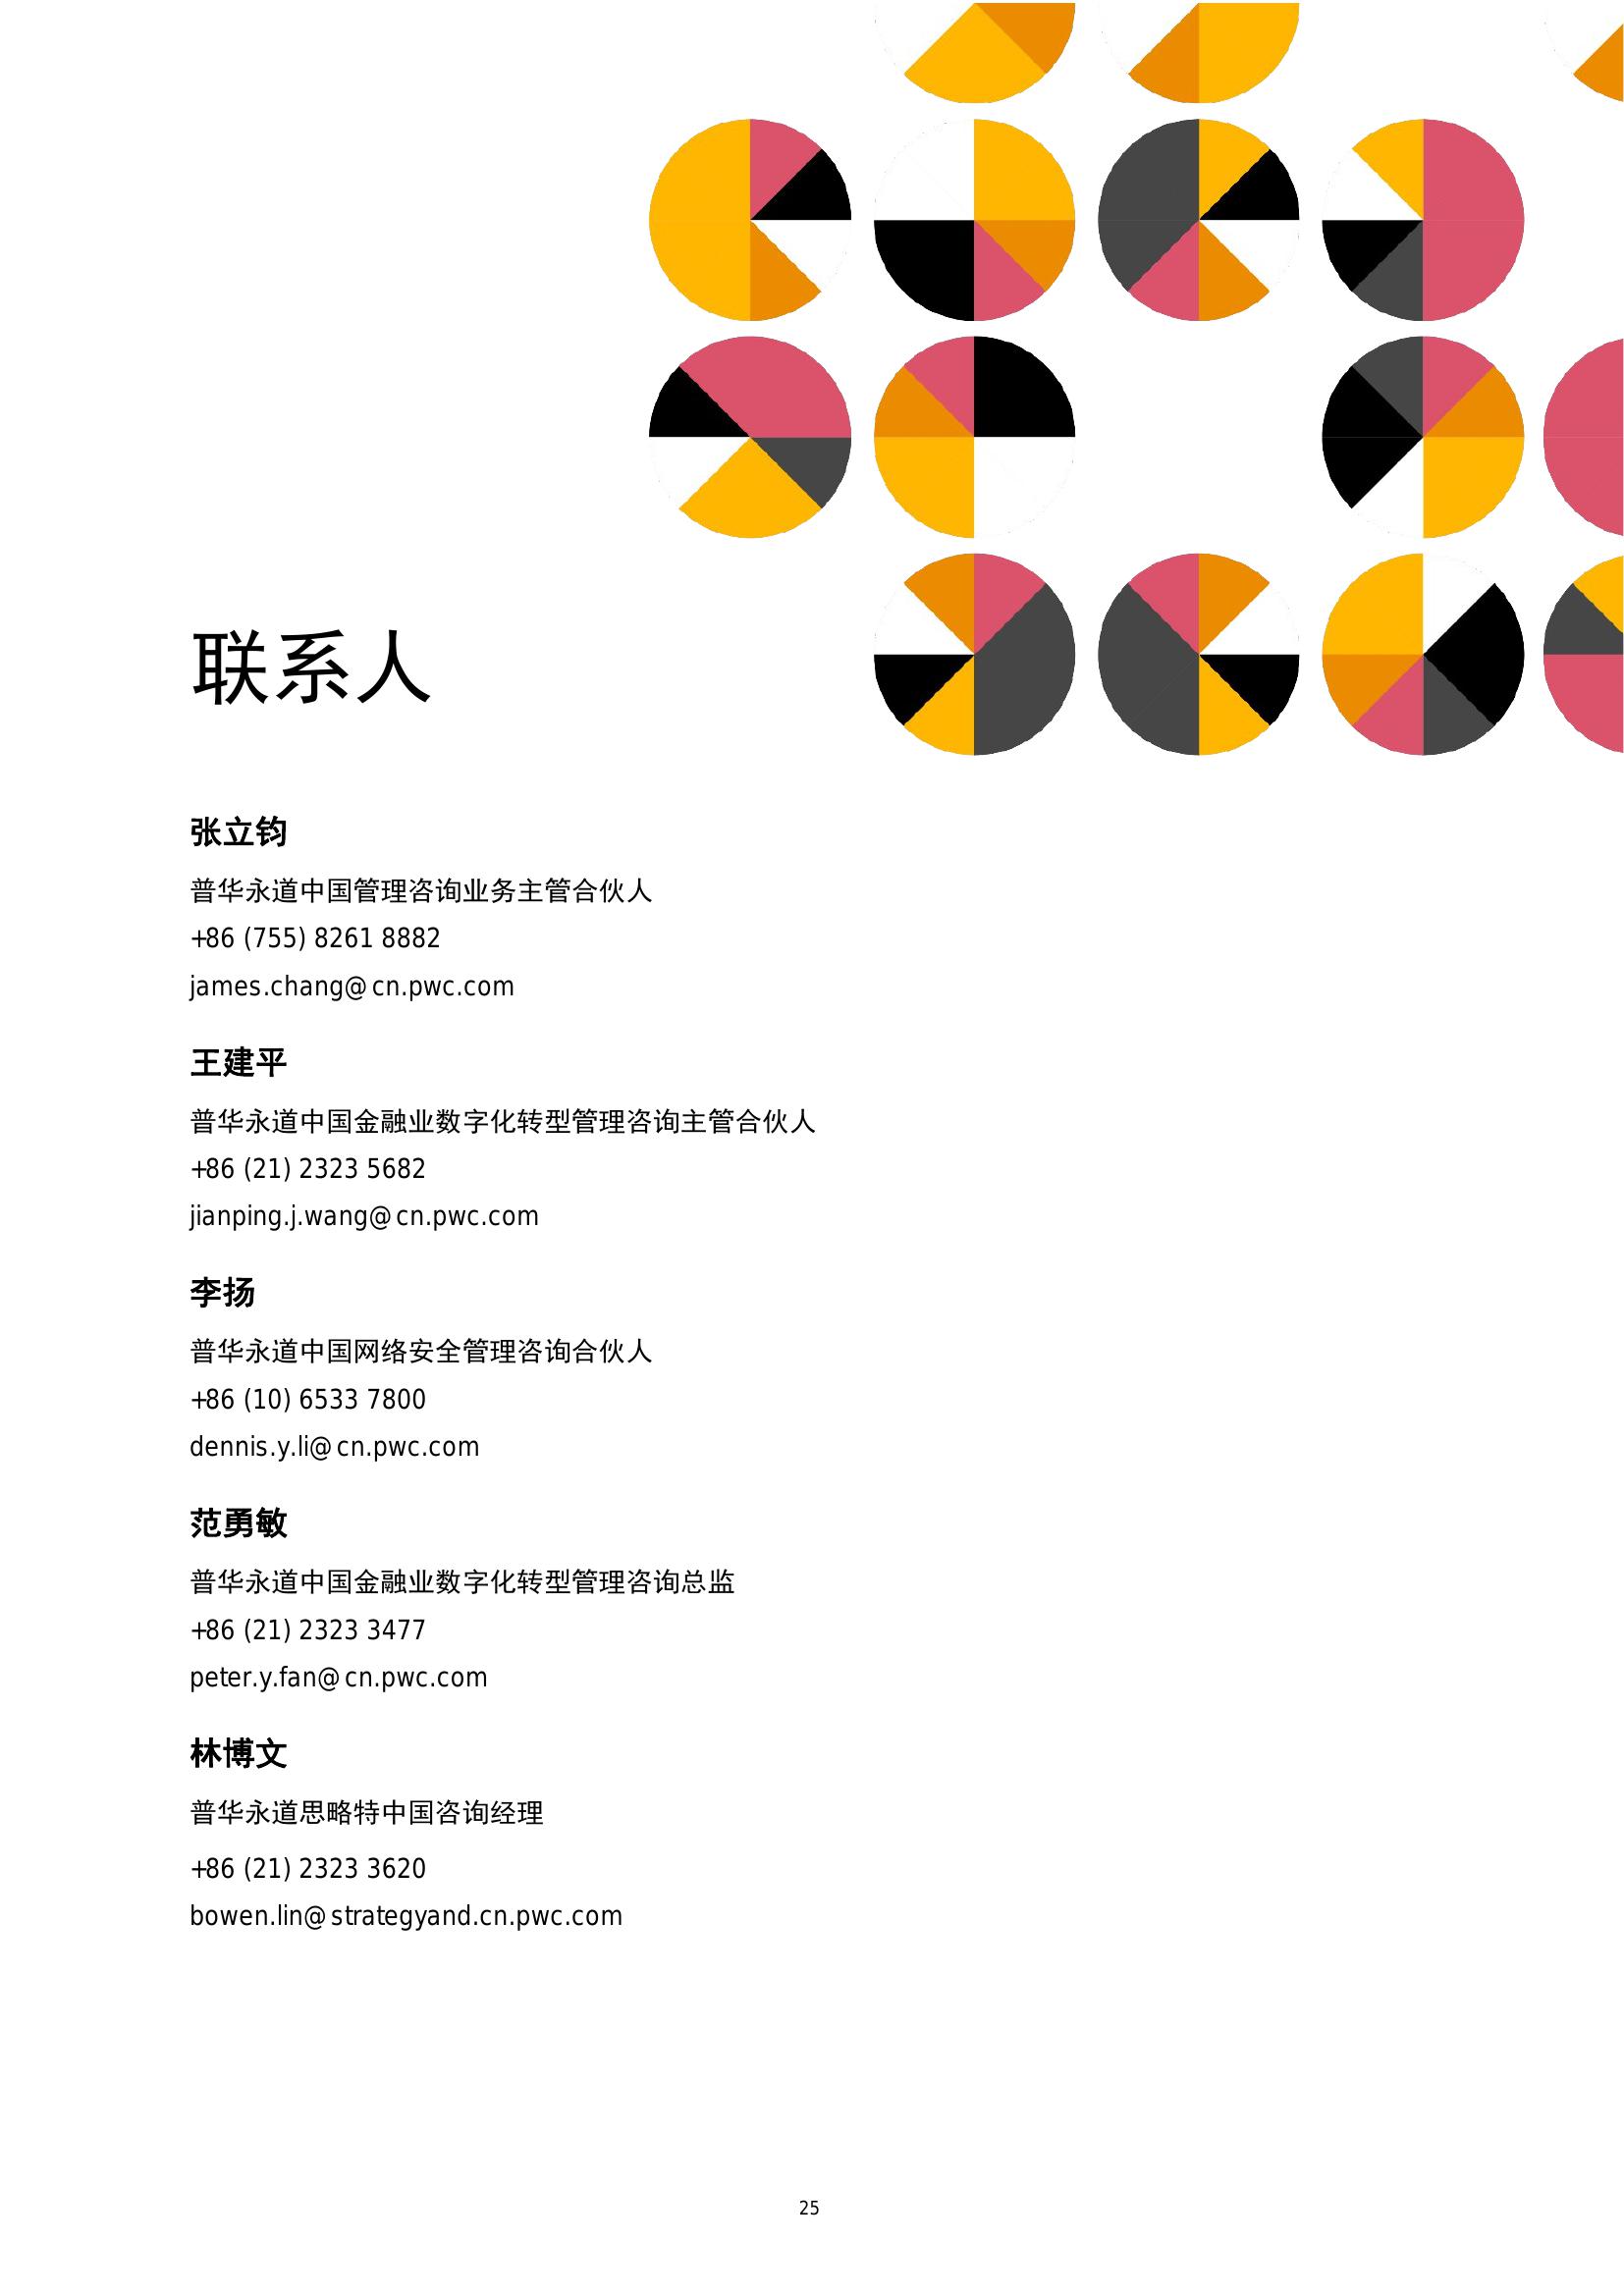 联系人
张立钧
普华永道中国管理咨询业务主管合伙人
+86 (755) 8261 8882
james.chang@cn.pwc.com
王建平
普华永道中国金融业数字化转型管理咨询主管合伙人
+86 (21) 2323 5682
jianping.j.wang@cn.pwc.com
李扬
普华永道中国网络安全管理咨询合伙人
+86 (10) 6533 7800
dennis.y.li@cn.pwc.com
范勇敏
普华永道中国金融业数字化转型管理咨询总监
+86 (21) 2323 3477
peter.y.fan@cn.pwc.com
林博文
普华永道思略特中国咨询经理
+86 (21) 2323 3620
bowen.lin@strategyand.cn.pwc.com
25